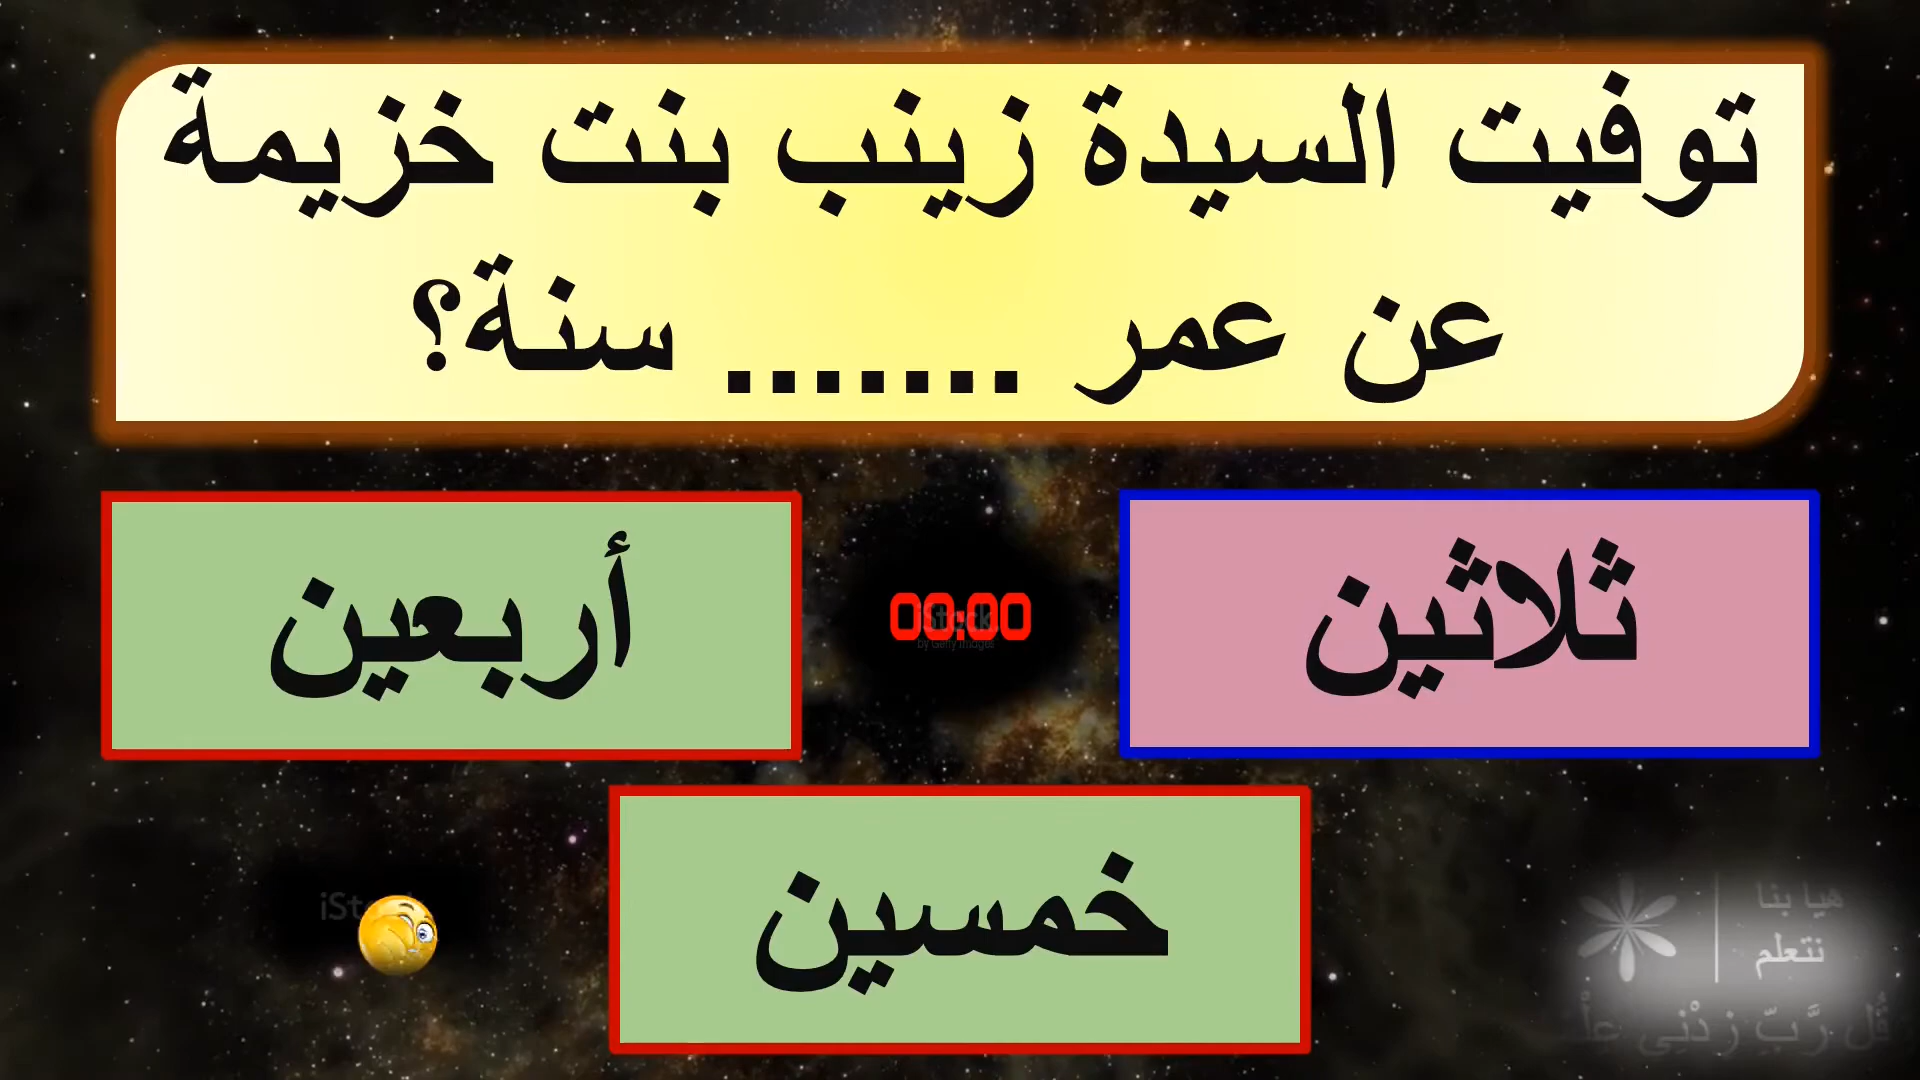 توفيت السيدة زينب بنت خزيمة
عن عمر ....... سنة؟
ثلاثين
أربعين
00:00
خمسين
هيا بنا
نتعلم
قُل رَّبِّ زِدْنِي